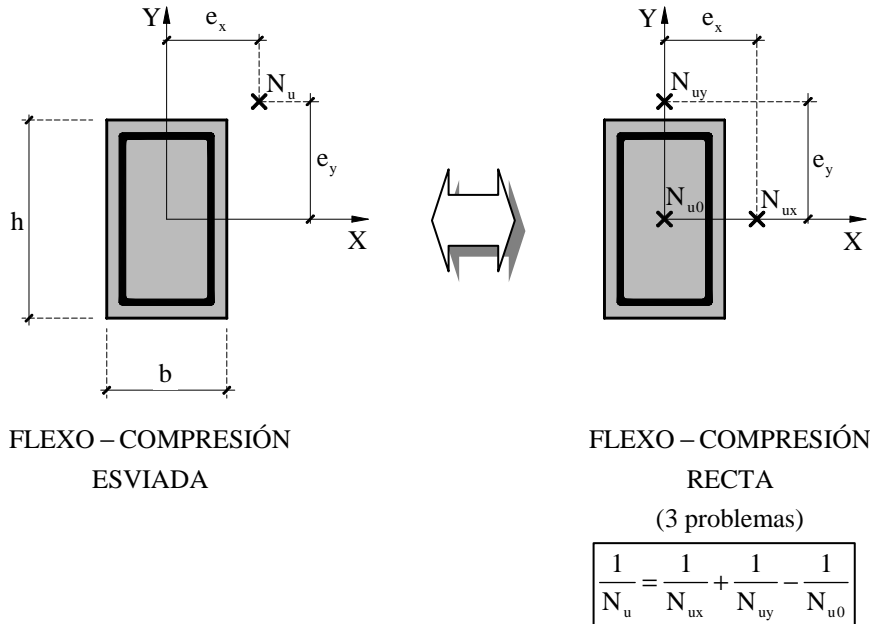 Y
e_x
N_u
e_y
h
X
b
FLEXO – COMPRESIÓN
ESVIADA
Y
e_x
N_uy
e_y
N_u0
N_ux
X
FLEXO – COMPRESIÓN
RECTA
(3 problemas)
1/N_u = 1/N_ux + 1/N_uy − 1/N_u0